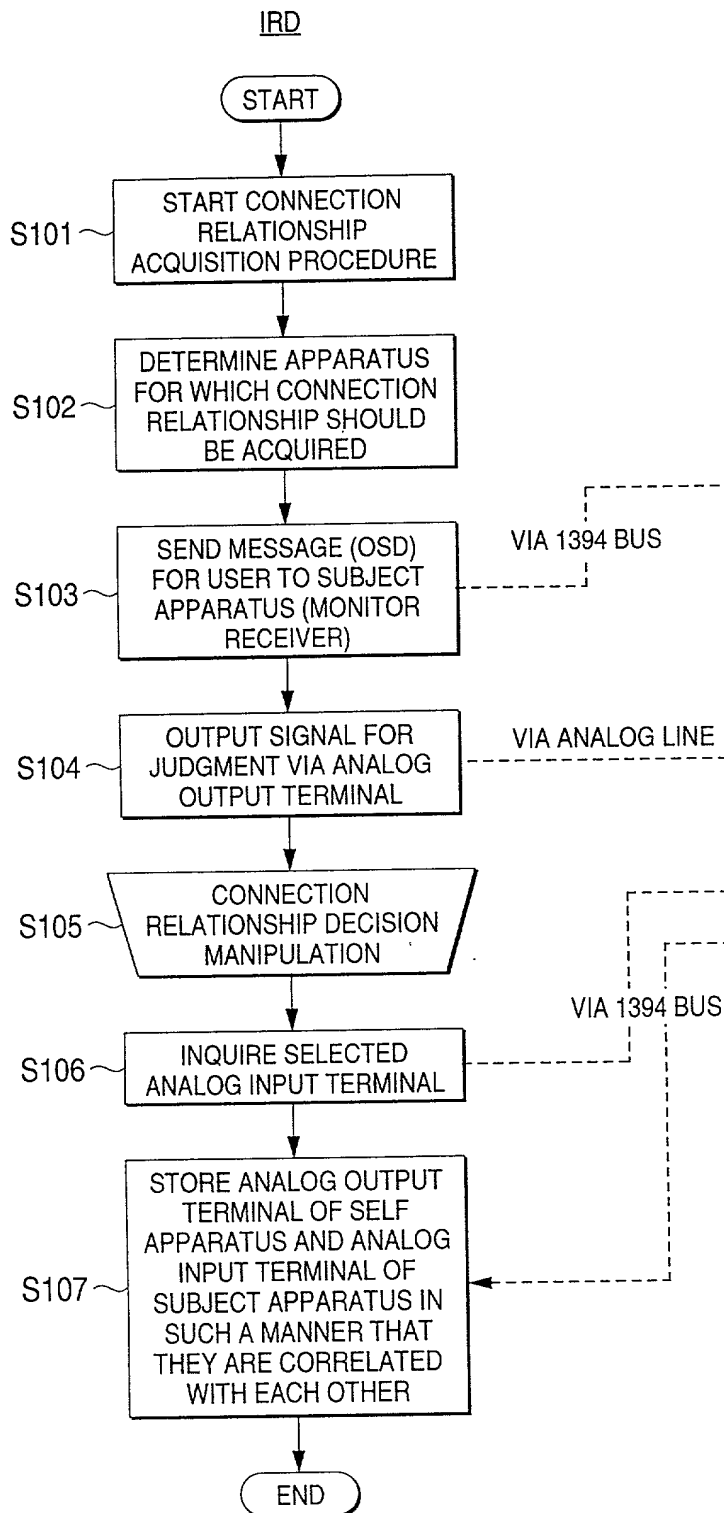 IRD
START
S101
START CONNECTION
RELATIONSHIP
ACQUISITION PROCEDURE
S102
DETERMINE APPARATUS
FOR WHICH CONNECTION
RELATIONSHIP SHOULD
BE ACQUIRED
S103
SEND MESSAGE (OSD)
FOR USER TO SUBJECT
APPARATUS (MONITOR
RECEIVER)
VIA 1394 BUS
S104
OUTPUT SIGNAL FOR
JUDGMENT VIA ANALOG
OUTPUT TERMINAL
VIA ANALOG LINE
S105
CONNECTION
RELATIONSHIP DECISION
MANIPULATION
S106
INQUIRE SELECTED
ANALOG INPUT TERMINAL
VIA 1394 BUS
S107
STORE ANALOG OUTPUT
TERMINAL OF SELF
APPARATUS AND ANALOG
INPUT TERMINAL OF
SUBJECT APPARATUS IN
SUCH A MANNER THAT
THEY ARE CORRELATED
WITH EACH OTHER
END